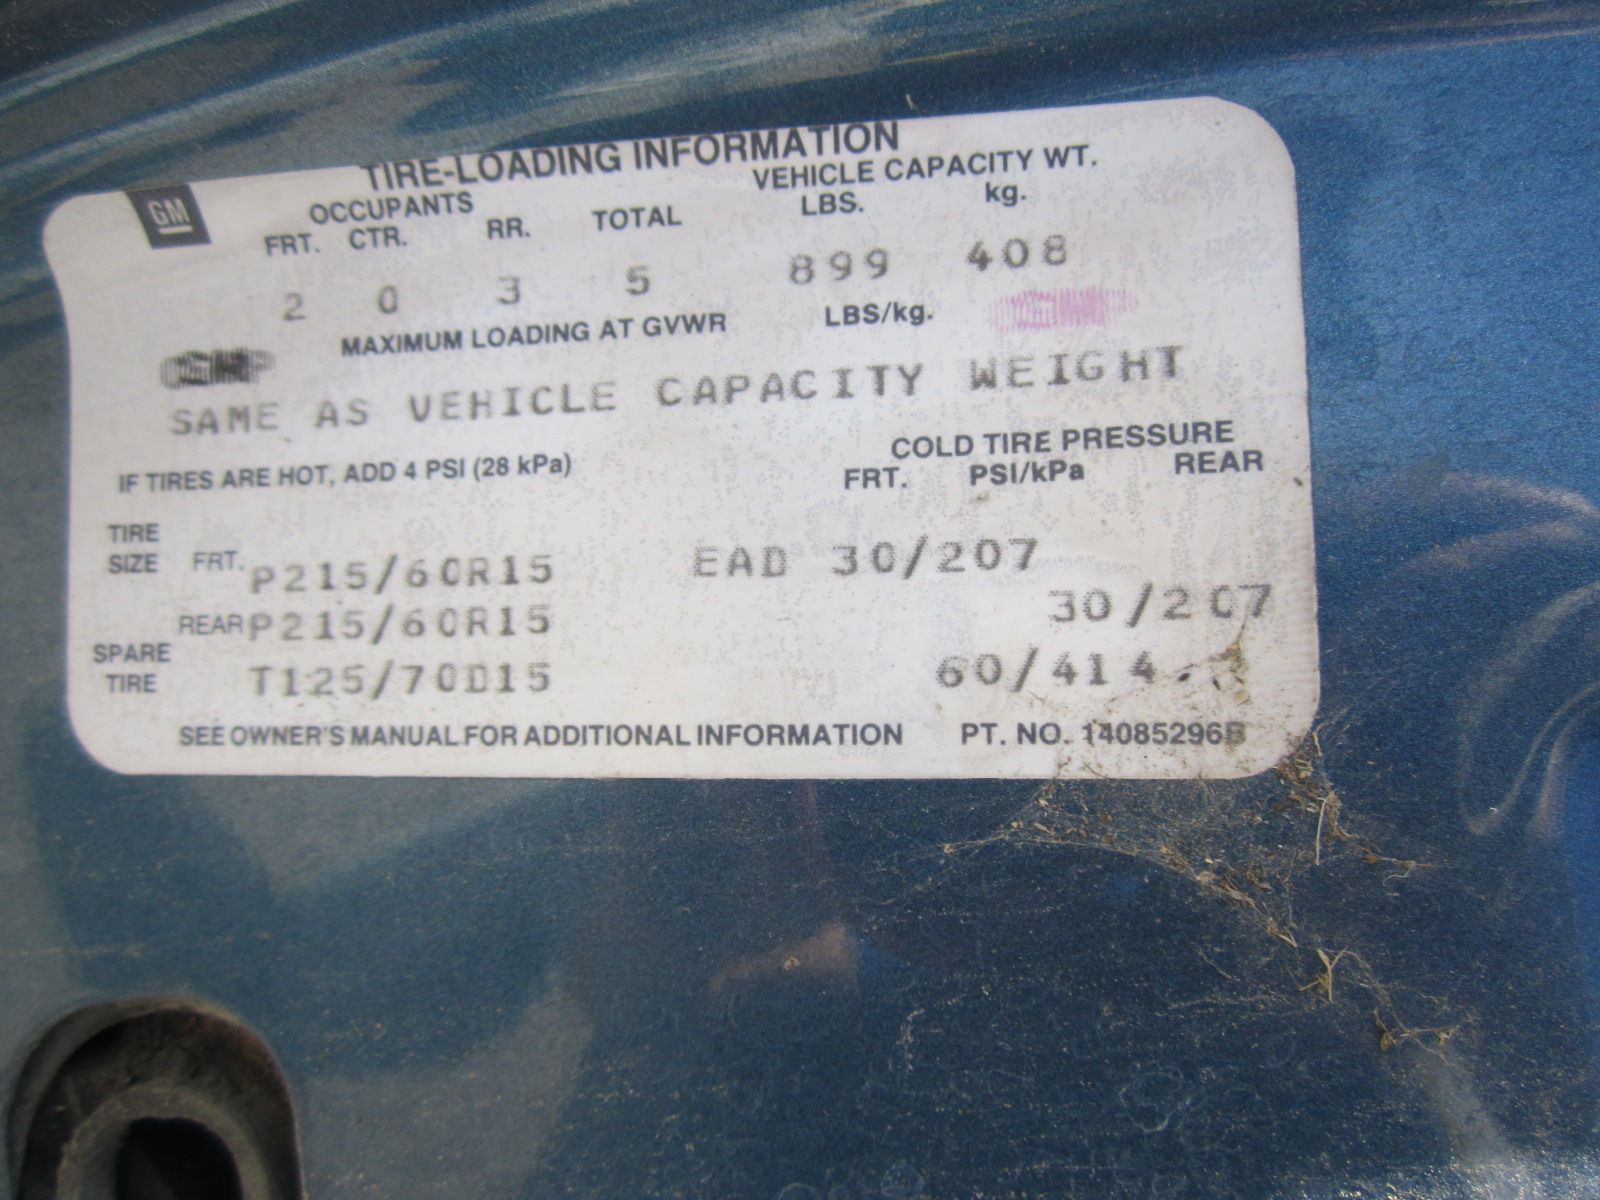 TIRE-LOADING INFORMATION
GM
OCCUPANTS VEHICLE CAPACITY WT.
FRT. CTR. RR. TOTAL LBS. kg.
2 0 3 5 899 408
MAXIMUM LOADING AT GVWR LBS/kg.
SAME AS VEHICLE CAPACITY WEIGHT
IF TIRES ARE HOT, ADD 4 PSI (28 kPa)
COLD TIRE PRESSURE
FRT. PSI/kPa REAR
TIRE
SIZE FRT. P215/60R15 EAD 30/207
REAR P215/60R15 30/207
SPARE
TIRE T125/70D15 60/414
SEE OWNER'S MANUAL FOR ADDITIONAL INFORMATION PT. NO. 14085296B